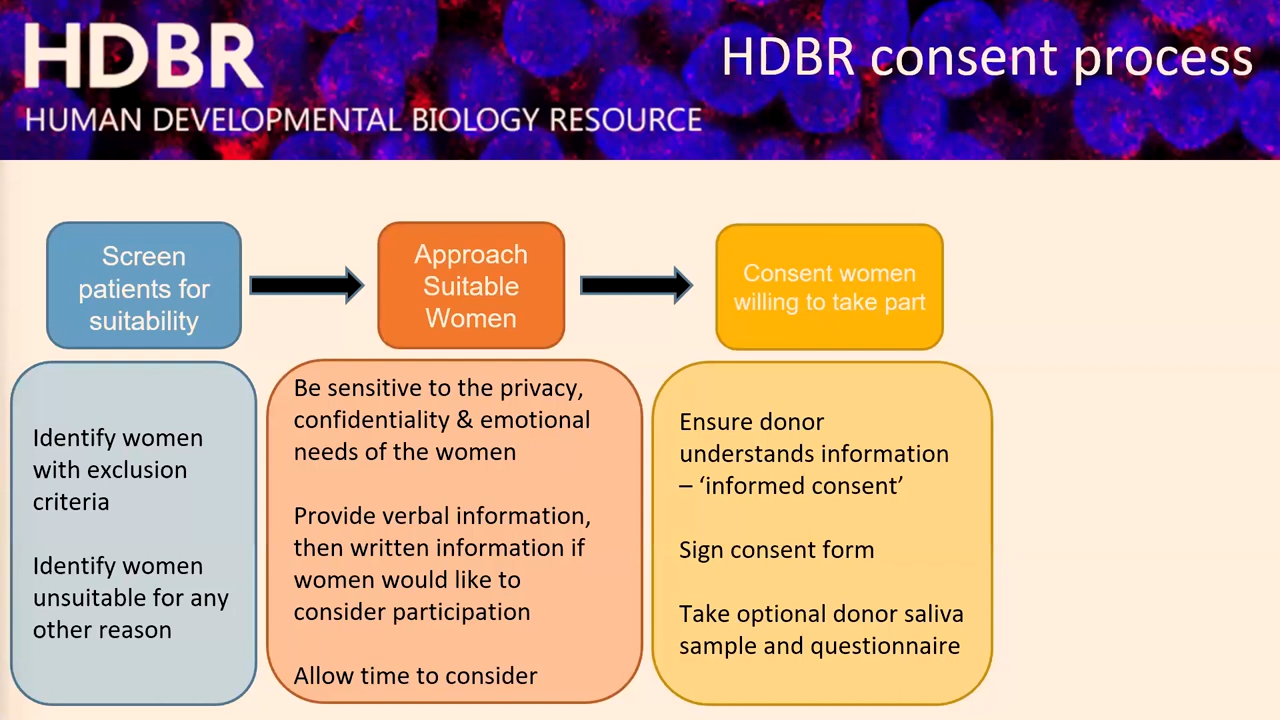 HDBR
HUMAN DEVELOPMENTAL BIOLOGY RESOURCE
HDBR consent process
Screen
patients for
suitability
Approach
Suitable
Women
Consent women
willing to take part
Identify women
with exclusion
criteria
Identify women
unsuitable for any
other reason
Be sensitive to the privacy,
confidentiality & emotional
needs of the women
Provide verbal information,
then written information if
women would like to
consider participation
Allow time to consider
Ensure donor
understands information
– ‘informed consent’
Sign consent form
Take optional donor saliva
sample and questionnaire